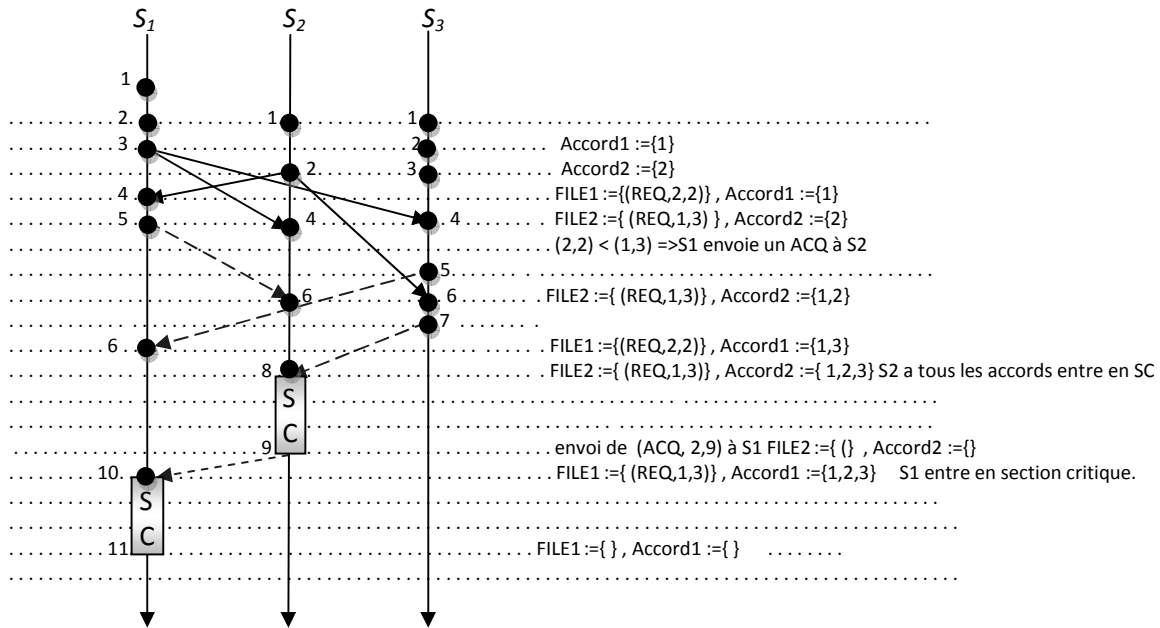 S1 S2 S3
1
2 1 1
3 2 Accord1 :={1}
2 3 Accord2 :={2}
4 FILE1 :={(REQ,2,2)} , Accord1 :={1}
5 4 4 FILE2 :={ (REQ,1,3) } , Accord2 :={2}
(2,2) < (1,3) =>S1 envoie un ACQ à S2
5
6 6 FILE2 :={ (REQ,1,3)} , Accord2 :={1,2}
7
6 FILE1 :={(REQ,2,2)} , Accord1 :={1,3}
8 FILE2 :={ (REQ,1,3)} , Accord2 :={ 1,2,3} S2 a tous les accords entre en SC
S
C
9 envoi de (ACQ, 2,9) à S1 FILE2 :={ (} , Accord2 :={}
10 FILE1 :={ (REQ,1,3)} , Accord1 :={1,2,3} S1 entre en section critique.
S
C
11 FILE1 :={ } , Accord1 :={ }